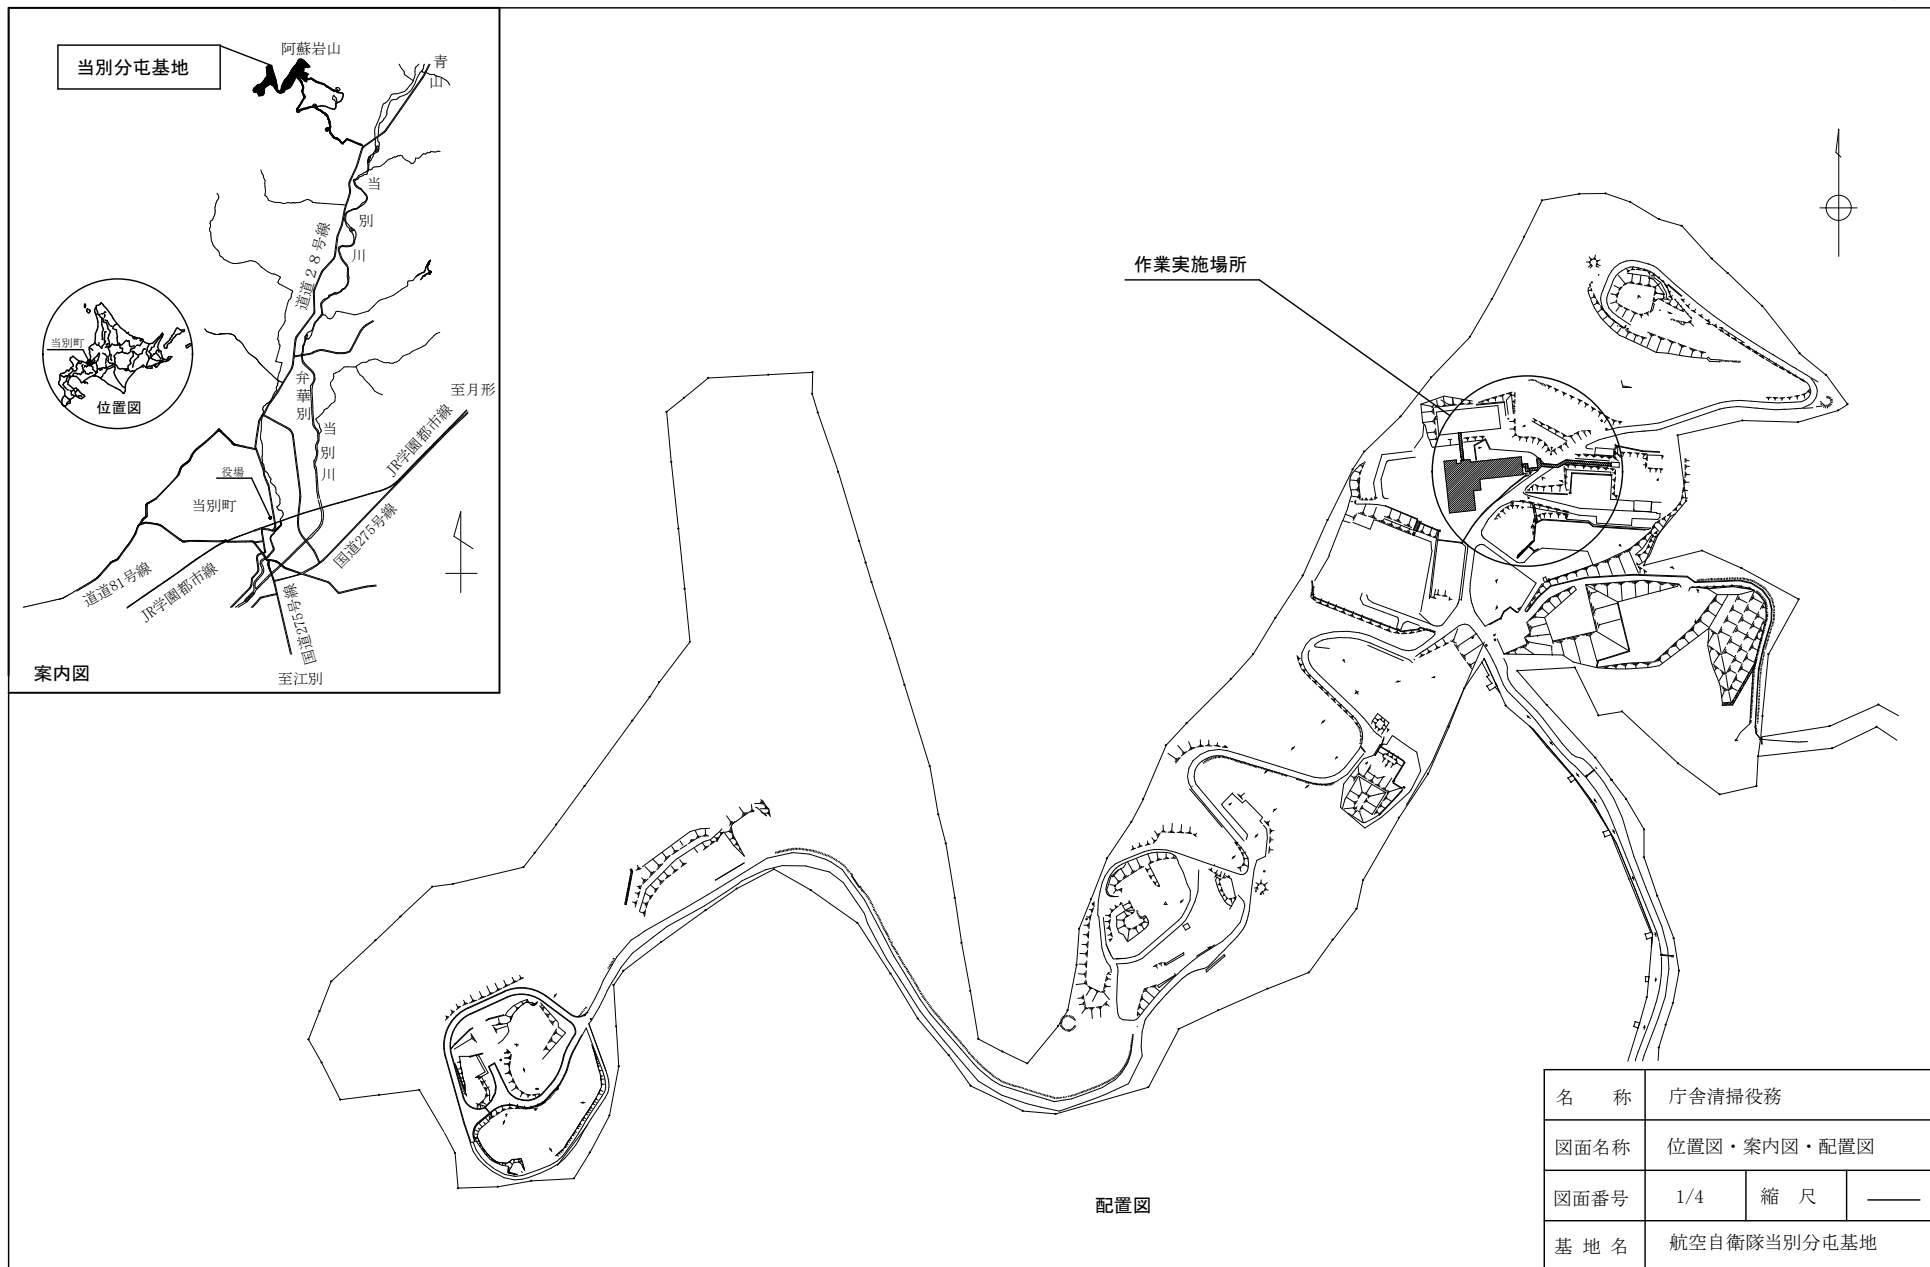 当別分屯基地
阿蘇岩山
青山
当別川
道道28号線
当別町
位置図
弁華別
当別川
至月形
JR学園都市線
役場
当別町
国道275号線
道道81号線
JR学園都市線
国道275号線
至江別
案内図
作業実施場所
配置図
名 称 庁舎清掃役務
図面名称 位置図・案内図・配置図
図面番号 1/4 縮 尺 ――
基 地 名 航空自衛隊当別分屯基地